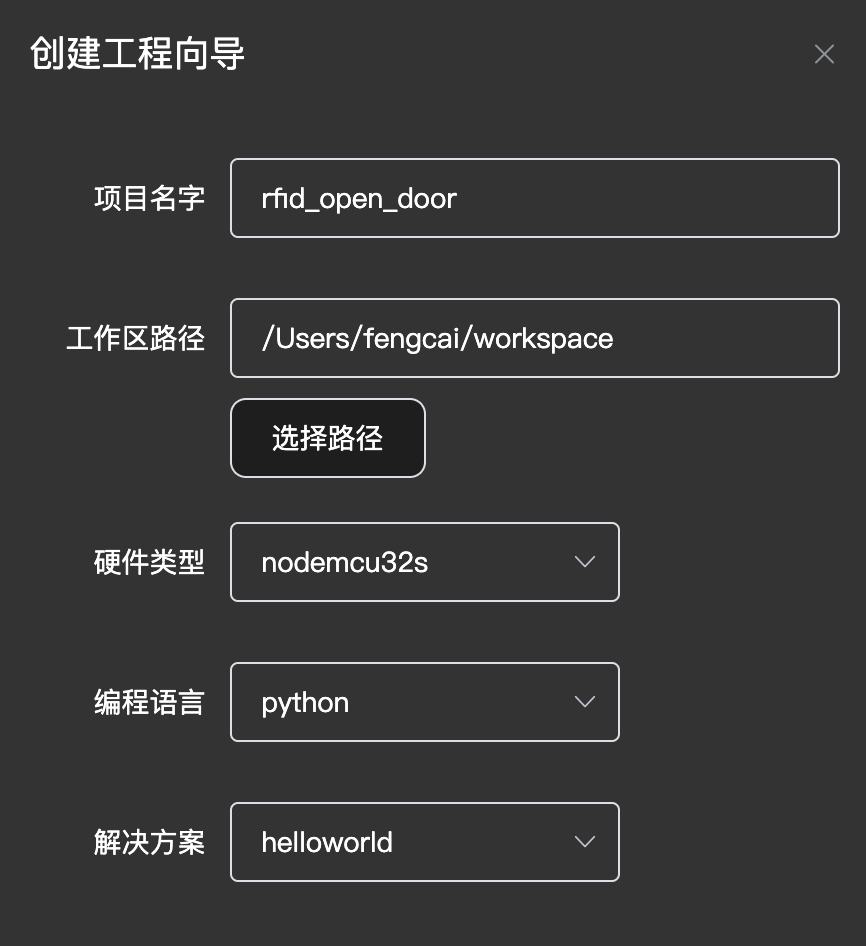 创建工程向导
项目名字 rfid_open_door
工作区路径 /Users/fengcai/workspace
选择路径
硬件类型 nodemcu32s
编程语言 python
解决方案 helloworld